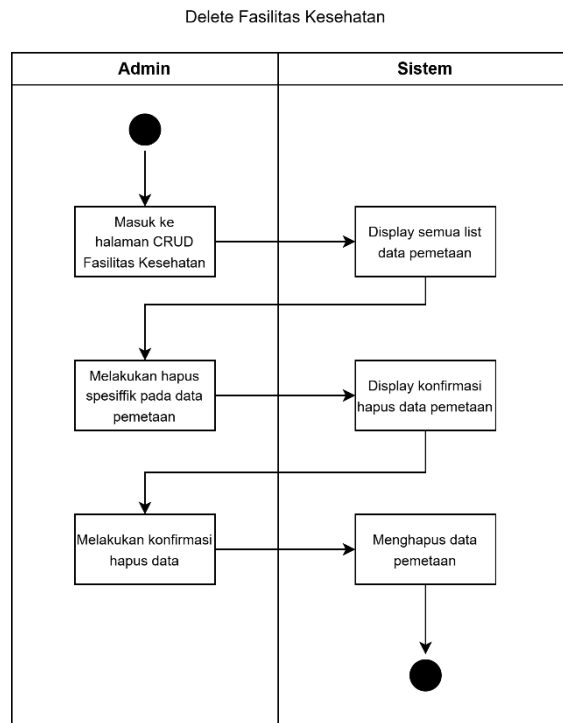 Delete Fasilitas Kesehatan
Admin
Sistem
Masuk ke
halaman CRUD
Fasilitas Kesehatan
Display semua list
data pemetaan
Melakukan hapus
spesiffik pada data
pemetaan
Display konfirmasi
hapus data pemetaan
Melakukan konfirmasi
hapus data
Menghapus data
pemetaan